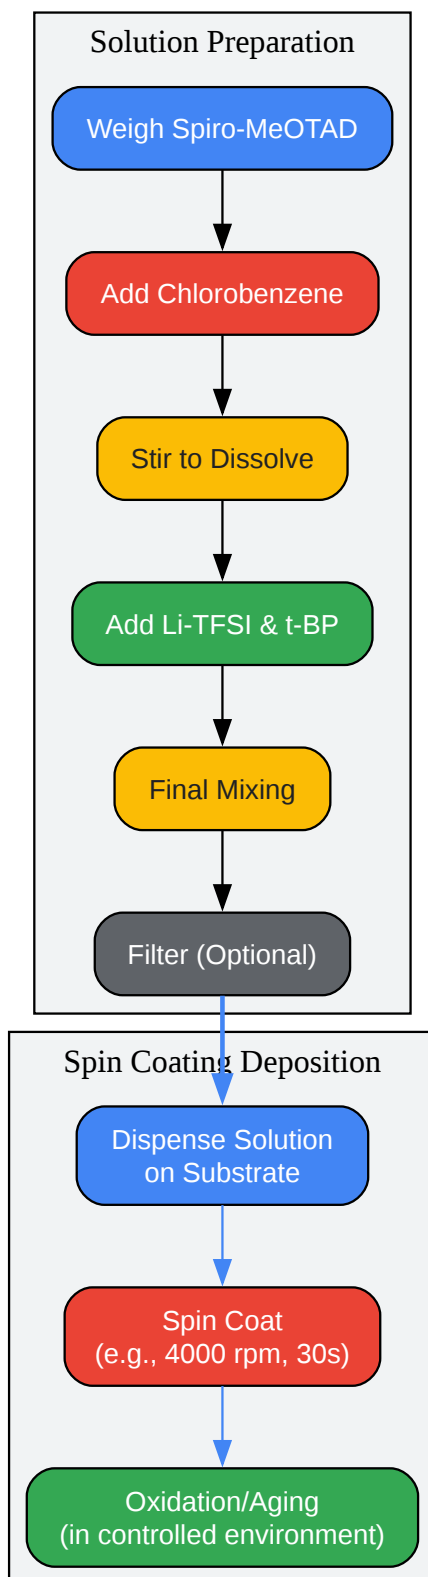 Solution Preparation
Weigh Spiro-MeOTAD
Add Chlorobenzene
Stir to Dissolve
Add Li-TFSI & t-BP
Final Mixing
Filter (Optional)
Spin Coating Deposition
Dispense Solution
on Substrate
Spin Coat
(e.g., 4000 rpm, 30s)
Oxidation/Aging
(in controlled environment)